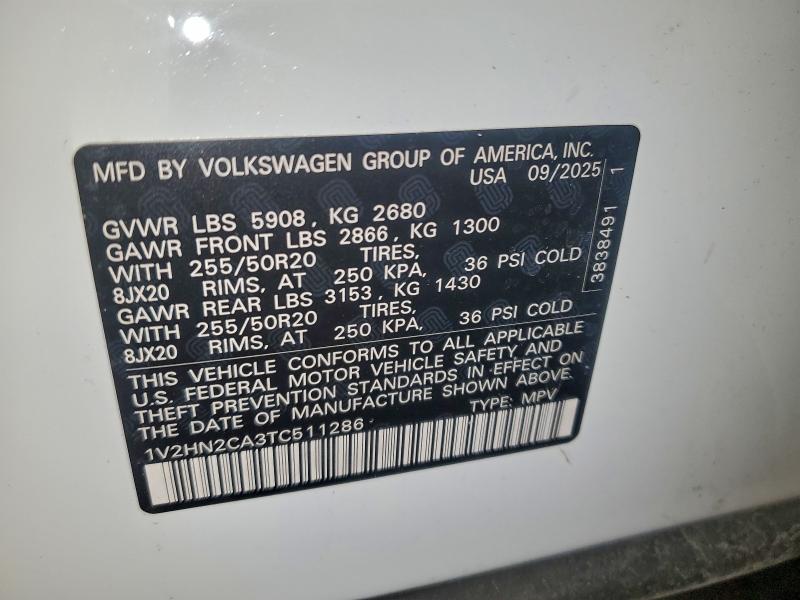 MFD BY VOLKSWAGEN GROUP OF AMERICA, INC.
USA 09/2025
GVWR LBS 5908, KG 2680
GAWR FRONT LBS 2866, KG 1300
WITH 255/50R20 TIRES,
8JX20 RIMS, AT 250 KPA, 36 PSI COLD
GAWR REAR LBS 3153, KG 1430
WITH 255/50R20 TIRES,
8JX20 RIMS, AT 250 KPA, 36 PSI COLD
THIS VEHICLE CONFORMS TO ALL APPLICABLE
U.S. FEDERAL MOTOR VEHICLE SAFETY AND
THEFT PREVENTION STANDARDS IN EFFECT ON
THE DATE OF MANUFACTURE SHOWN ABOVE.
1V2HN2CA3TC511286 TYPE: MPV
3838491 1